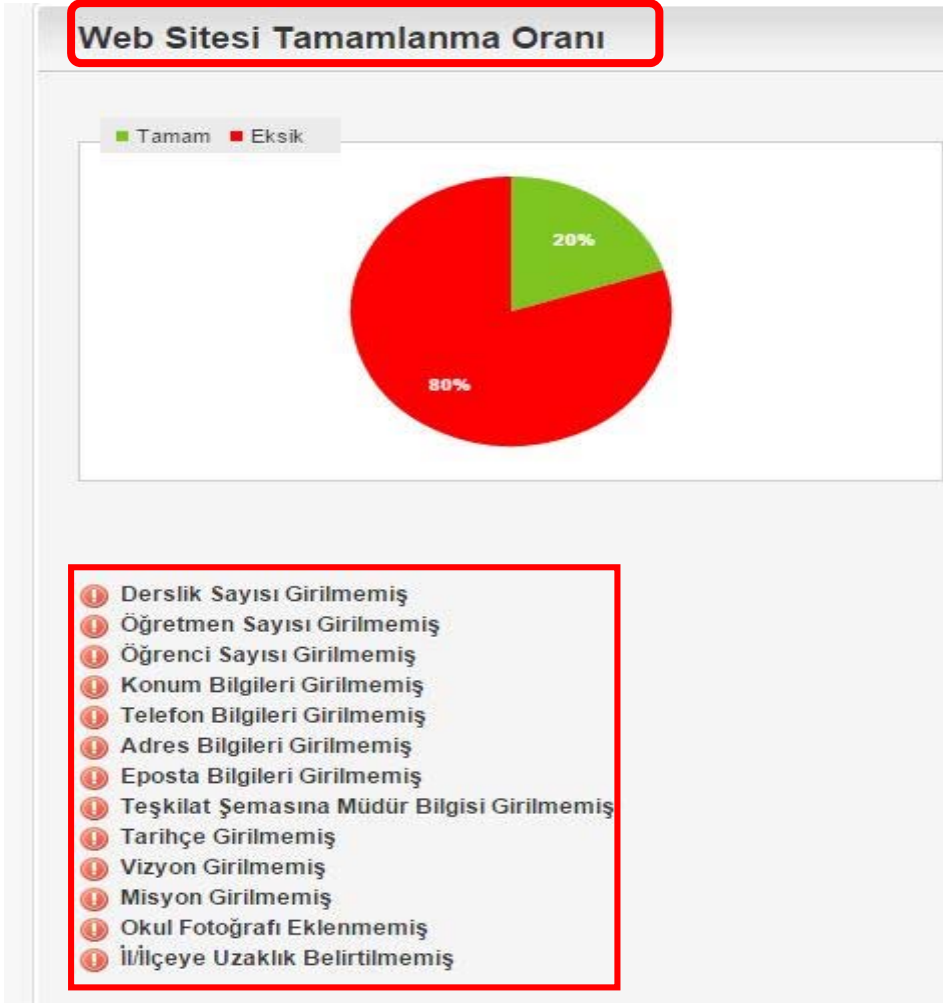 Web Sitesi Tamamlanma Oranı
Tamam Eksik
20%
80%
Derslik Sayısı Girilmemiş
Öğretmen Sayısı Girilmemiş
Öğrenci Sayısı Girilmemiş
Konum Bilgileri Girilmemiş
Telefon Bilgileri Girilmemiş
Adres Bilgileri Girilmemiş
Eposta Bilgileri Girilmemiş
Teşkilat Şemasına Müdür Bilgisi Girilmemiş
Tarihçe Girilmemiş
Vizyon Girilmemiş
Misyon Girilmemiş
Okul Fotoğrafı Eklenmemiş
İl/İlçeye Uzaklık Belirtilmemiş